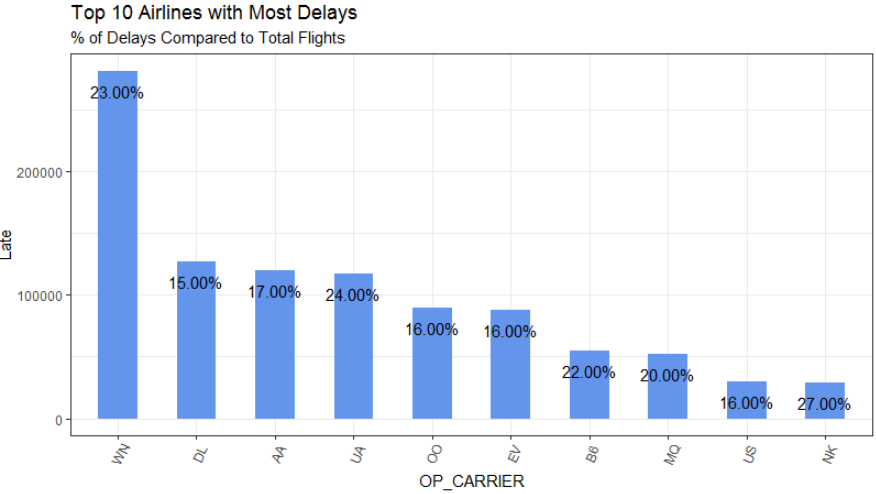 Top 10 Airlines with Most Delays
% of Delays Compared to Total Flights
23.00%
200000
Late
15.00%
17.00%
24.00%
100000
16.00%
16.00%
22.00%
20.00%
16.00%
27.00%
0
WN
DL
AA
UA
OO
EV
B6
MQ
US
NK
OP_CARRIER